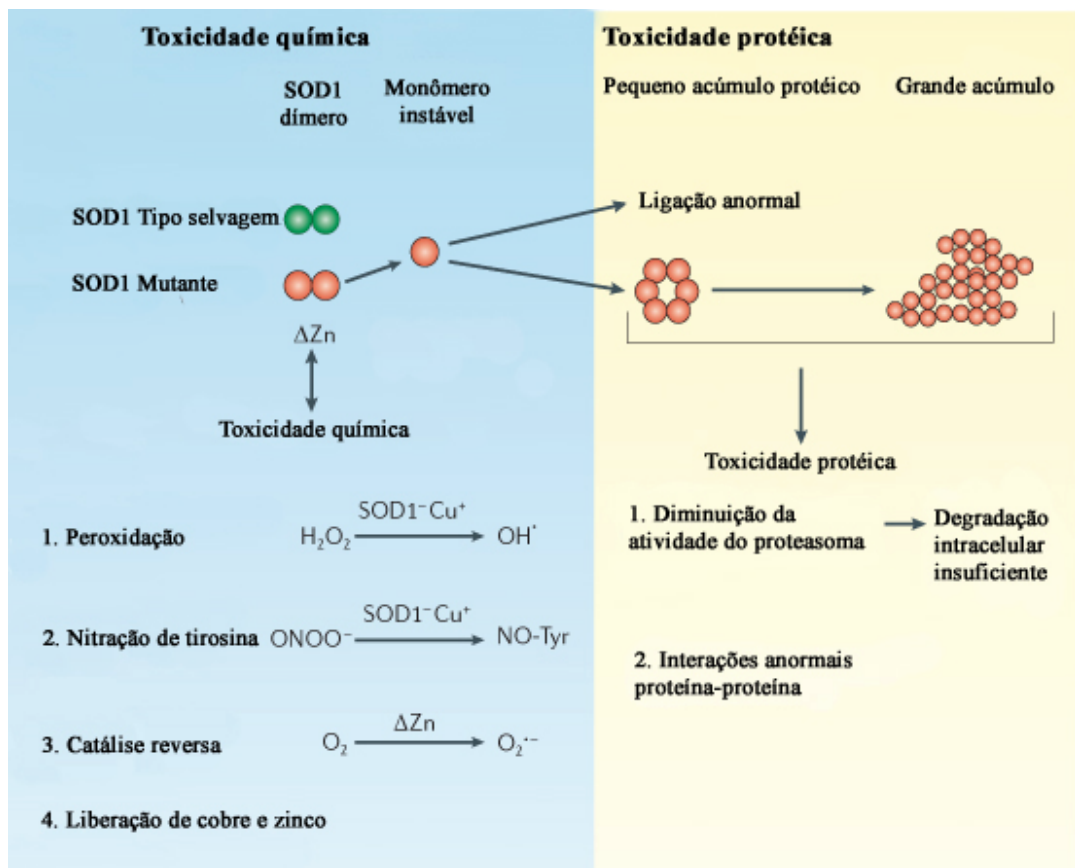 Toxicidade química
SOD1
dímero
Monômero
instável
SOD1 Tipo selvagem
SOD1 Mutante
ΔZn
Toxicidade química
1. Peroxidação
H₂O₂
SOD1⁻Cu⁺
OH˙
2. Nitração de tirosina
ONOO⁻
SOD1⁻Cu⁺
NO-Tyr
3. Catálise reversa
O₂
ΔZn
O₂˙⁻
4. Liberação de cobre e zinco
Toxicidade protéica
Pequeno acúmulo protéico
Grande acúmulo
Ligação anormal
Toxicidade protéica
1. Diminuição da
atividade do proteasoma
Degradação
intracelular
insuficiente
2. Interações anormais
proteína-proteína